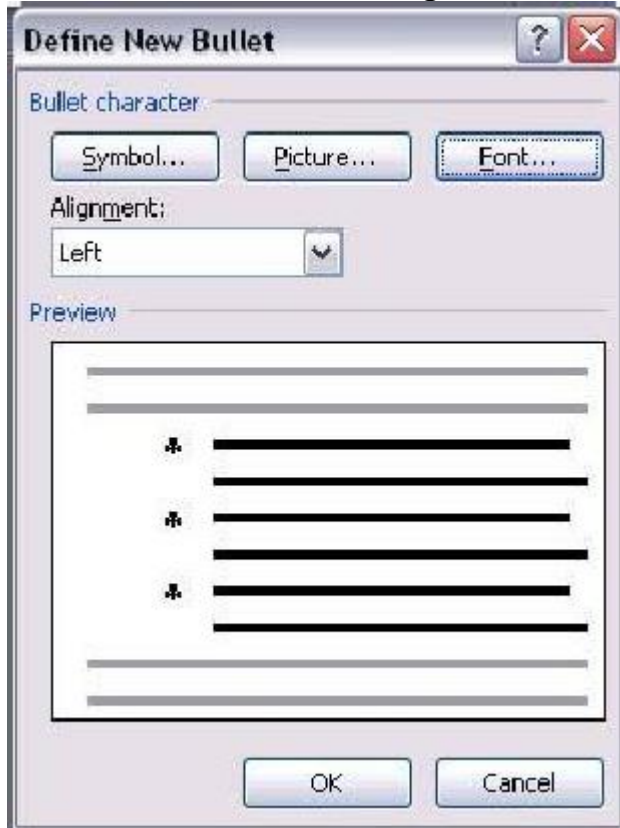 Define New Bullet ?
Bullet character
Symbol... Picture... Font...
Alignment:
Left
Preview
OK Cancel